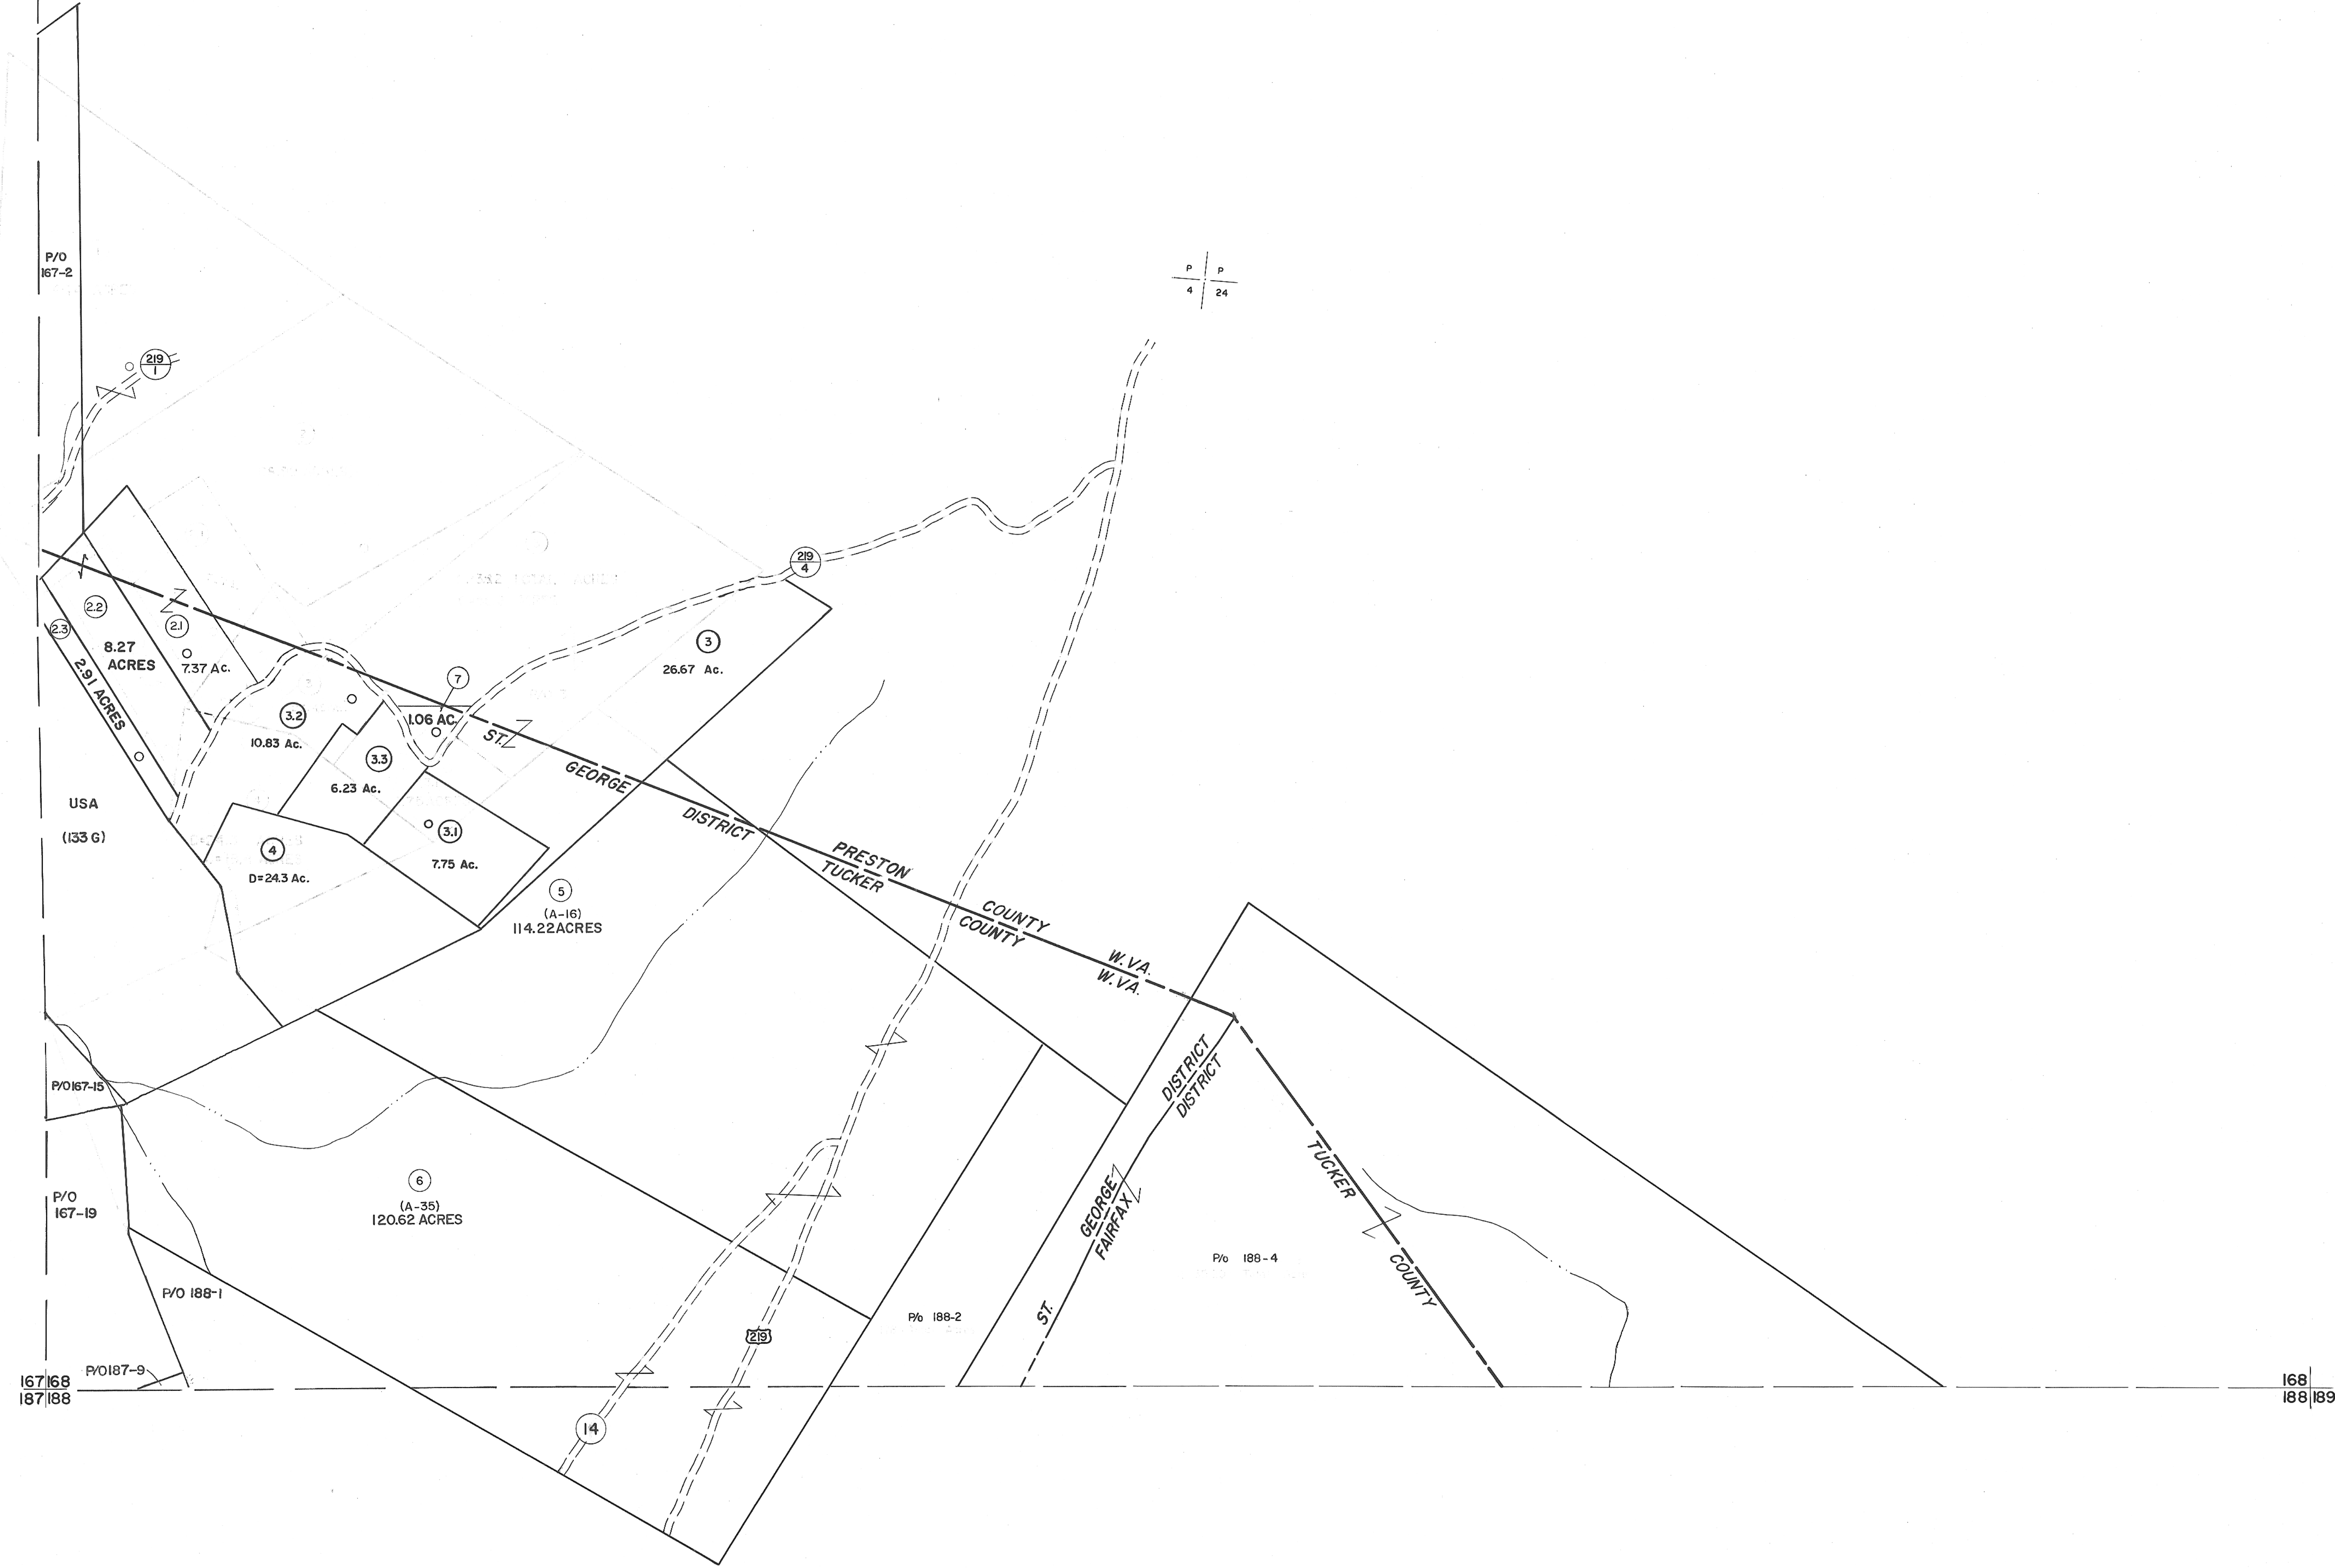 P/O
167-2
P P
4 24
219
1
219
4
2.2
2.3
2.1
8.27
ACRES
7.37 Ac.
2.91 ACRES
3
26.67 Ac.
7
1.06 AC.
3.2
10.83 Ac.
3.3
6.23 Ac.
ST.
GEORGE
DISTRICT
USA
(133 G)
4
D=24.3 Ac.
3.1
7.75 Ac.
5
(A-16)
114.22 ACRES
PRESTON
TUCKER
COUNTY
COUNTY
W.VA.
W.VA.
DISTRICT
DISTRICT
GEORGE
FAIRFAX
ST.
TUCKER
COUNTY
P/O 167-15
P/O
167-19
6
(A-35)
120.62 ACRES
P/o 188-4
P/O 188-1
P/o 188-2
219
P/O 187-9
167 168
187 188
14
168
188 189